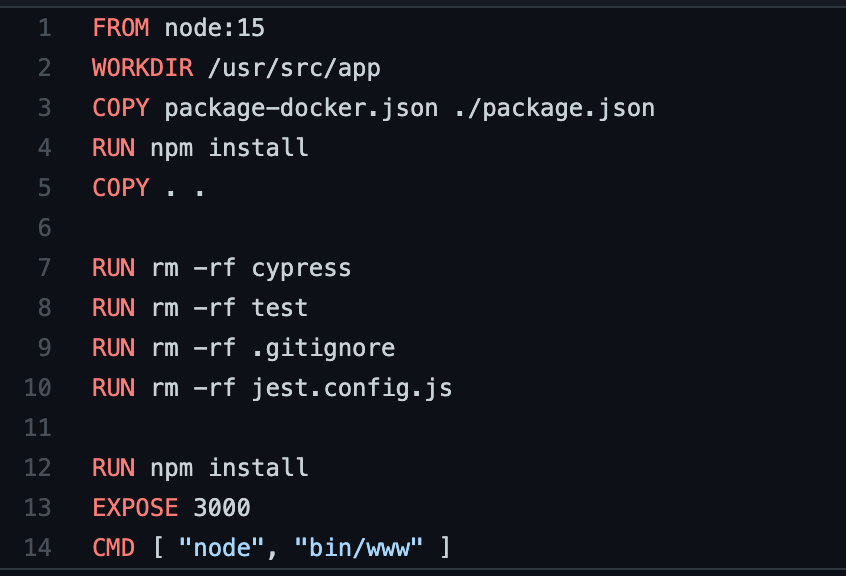 1 FROM node:15
2 WORKDIR /usr/src/app
3 COPY package-docker.json ./package.json
4 RUN npm install
5 COPY . .
6
7 RUN rm -rf cypress
8 RUN rm -rf test
9 RUN rm -rf .gitignore
10 RUN rm -rf jest.config.js
11
12 RUN npm install
13 EXPOSE 3000
14 CMD [ "node", "bin/www" ]